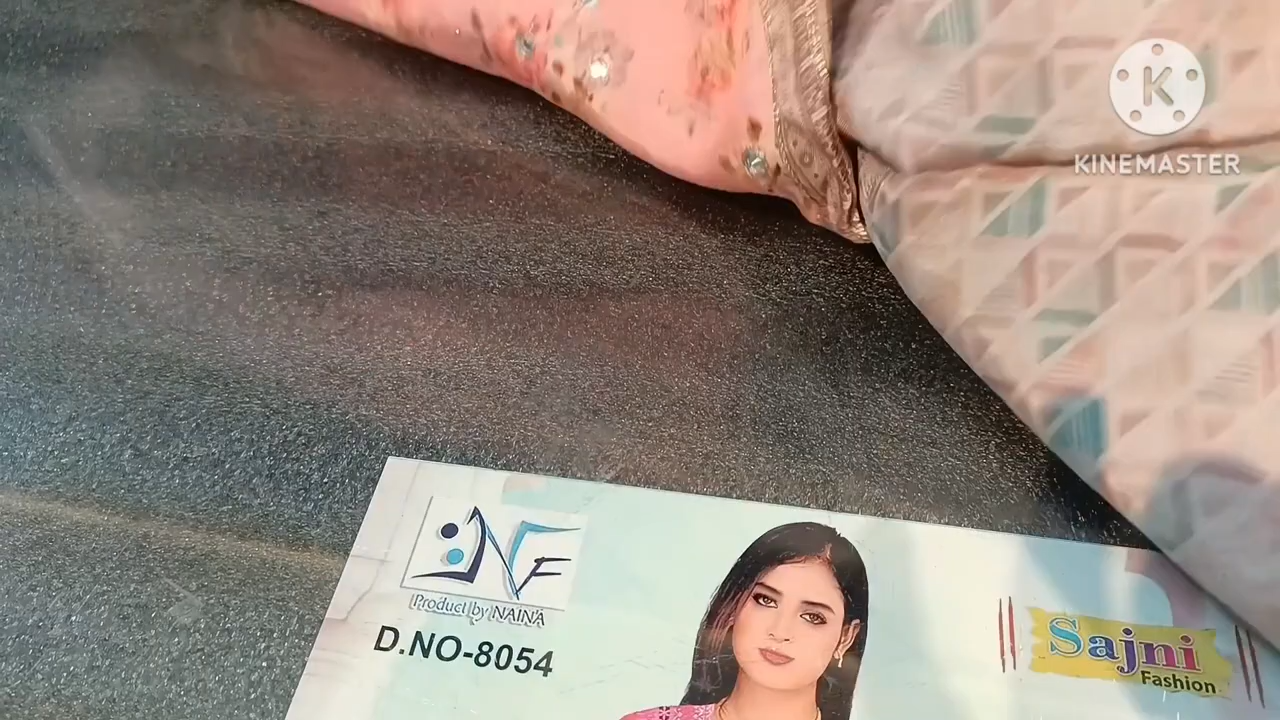 K
KINEMASTER
NF
Product by NAINA
D.NO-8054
Sajni
Fashion